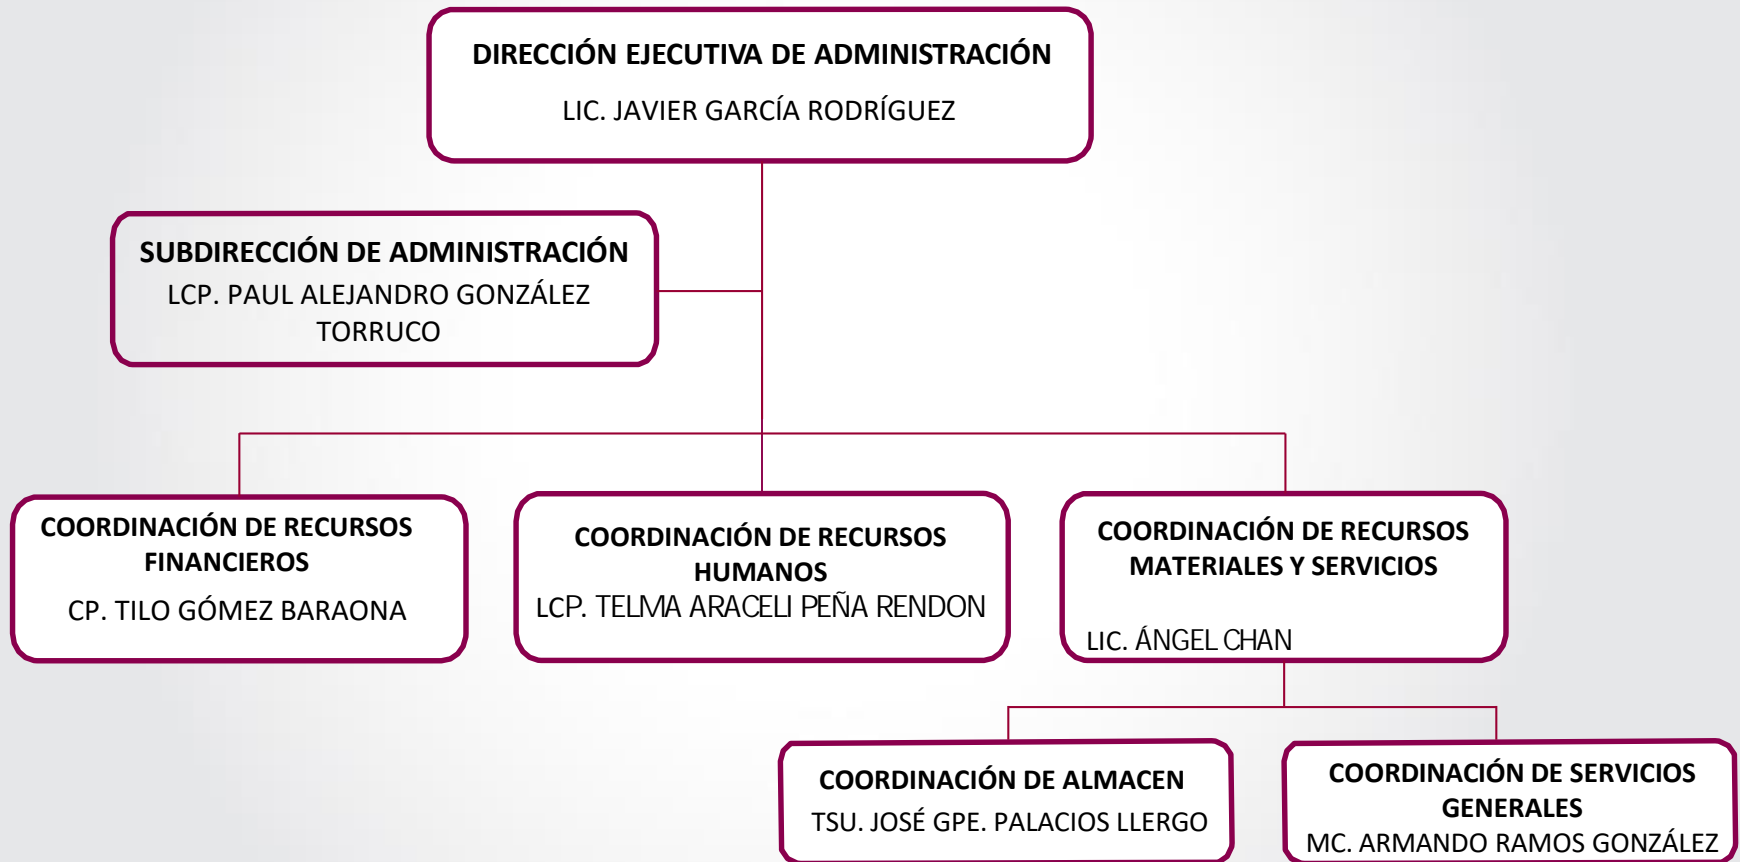 DIRECCIÓN EJECUTIVA DE ADMINISTRACIÓN
LIC. JAVIER GARCÍA RODRÍGUEZ
SUBDIRECCIÓN DE ADMINISTRACIÓN
LCP. PAUL ALEJANDRO GONZÁLEZ
TORRUCO
COORDINACIÓN DE RECURSOS
FINANCIEROS
CP. TILO GÓMEZ BARAONA
COORDINACIÓN DE RECURSOS
HUMANOS
LCP. TELMA ARACELI PEÑA RENDON
COORDINACIÓN DE RECURSOS
MATERIALES Y SERVICIOS
LIC. ÁNGEL CHAN
COORDINACIÓN DE ALMACEN
TSU. JOSÉ GPE. PALACIOS LLERGO
COORDINACIÓN DE SERVICIOS
GENERALES
MC. ARMANDO RAMOS GONZÁLEZ